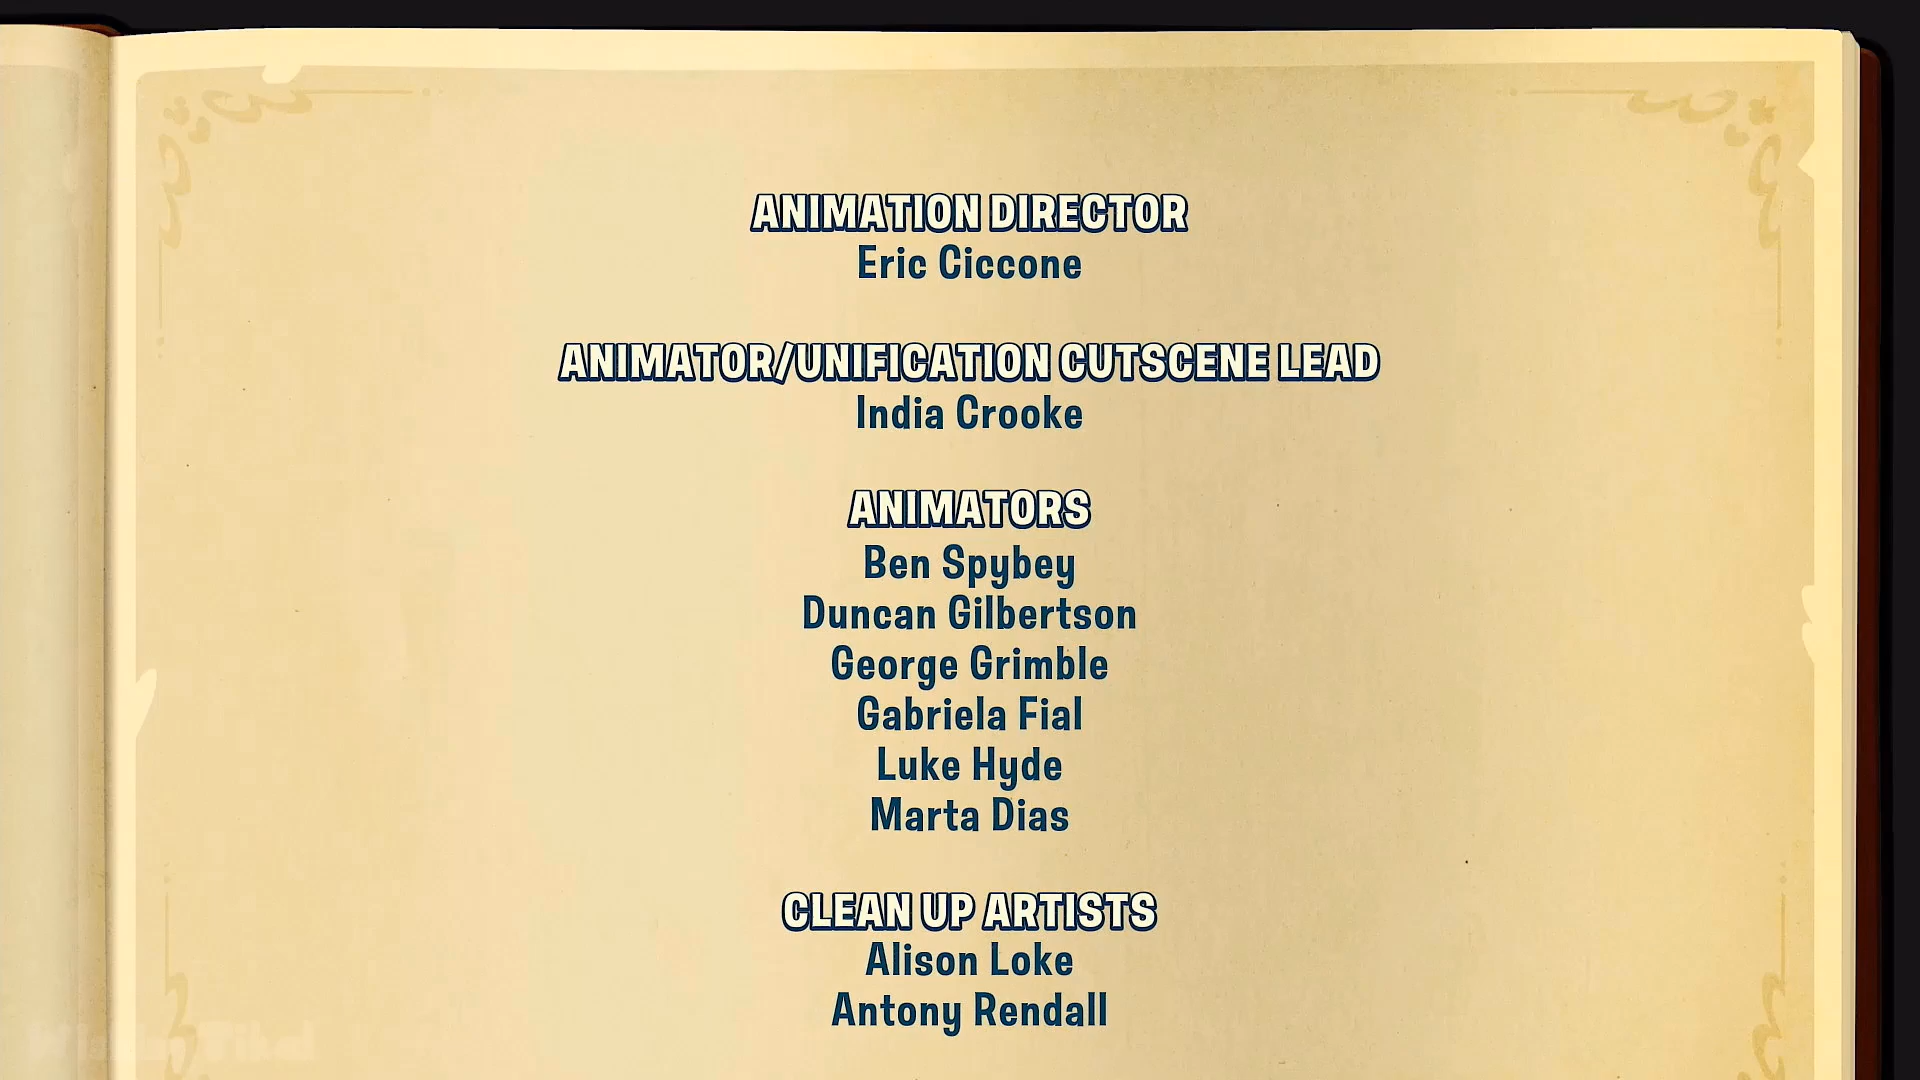 ANIMATION DIRECTOR
Eric Ciccone
ANIMATOR/UNIFICATION CUTSCENE LEAD
India Crooke
ANIMATORS
Ben Spybey
Duncan Gilbertson
George Grimble
Gabriela Fial
Luke Hyde
Marta Dias
CLEAN UP ARTISTS
Alison Loke
Antony Rendall